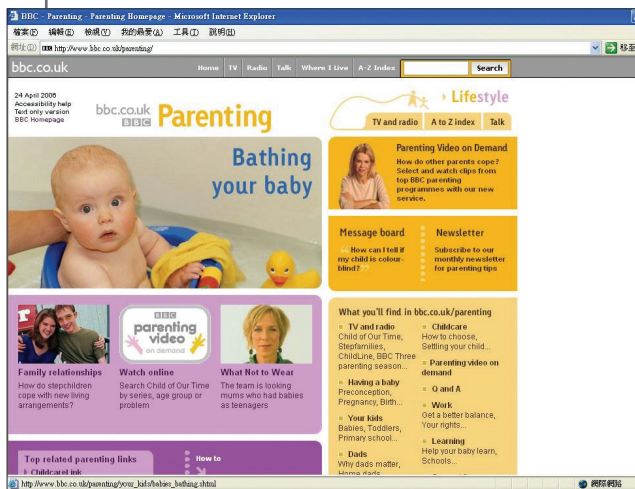 BBC - Parenting - Parenting Homepage - Microsoft Internet Explorer
檔案(F) 編輯(E) 檢視(V) 我的最愛(A) 工具(T) 說明(H)
網址(D) http://www.bbc.co.uk/parenting/ 移至
bbc.co.uk Home TV Radio Talk Where I Live A-Z Index Search
24 April 2006
Accessibility help
Text only version
BBC Homepage
bbc.co.uk
BBC
Parenting
Lifestyle
TV and radio A to Z index Talk
Bathing
your baby
Parenting Video on Demand
How do other parents cope?
Select and watch clips from
top BBC parenting
programmes with our new
service.
Message board
How can I tell if
my child is colour-
blind?
Newsletter
Subscribe to our
monthly newsletter
for parenting tips
BBC
parenting
video
on demand
Family relationships
How do stepchildren
cope with new living
arrangements?
Watch online
Search Child of Our Time
by series, age group or
problem
What Not to Wear
The team is looking
mums who had babies
as teenagers
What you'll find in bbc.co.uk/parenting
TV and radio
Child of Our Time,
Stepfamilies,
ChildLine, BBC Three
parenting season...
Having a baby
Preconception,
Pregnancy, Birth...
Your kids
Babies, Toddlers,
Primary school...
Dads
Why dads matter,
Home dads
Childcare
How to choose,
Settling your child...
Parenting video on
demand
Q and A
Work
Get a better balance,
Your rights...
Learning
Help your baby learn,
Schools...
Top related parenting links
ChildcareLink
How to
http://www.bbc.co.uk/parenting/your_kids/babies_bathing.shtml 網際網路